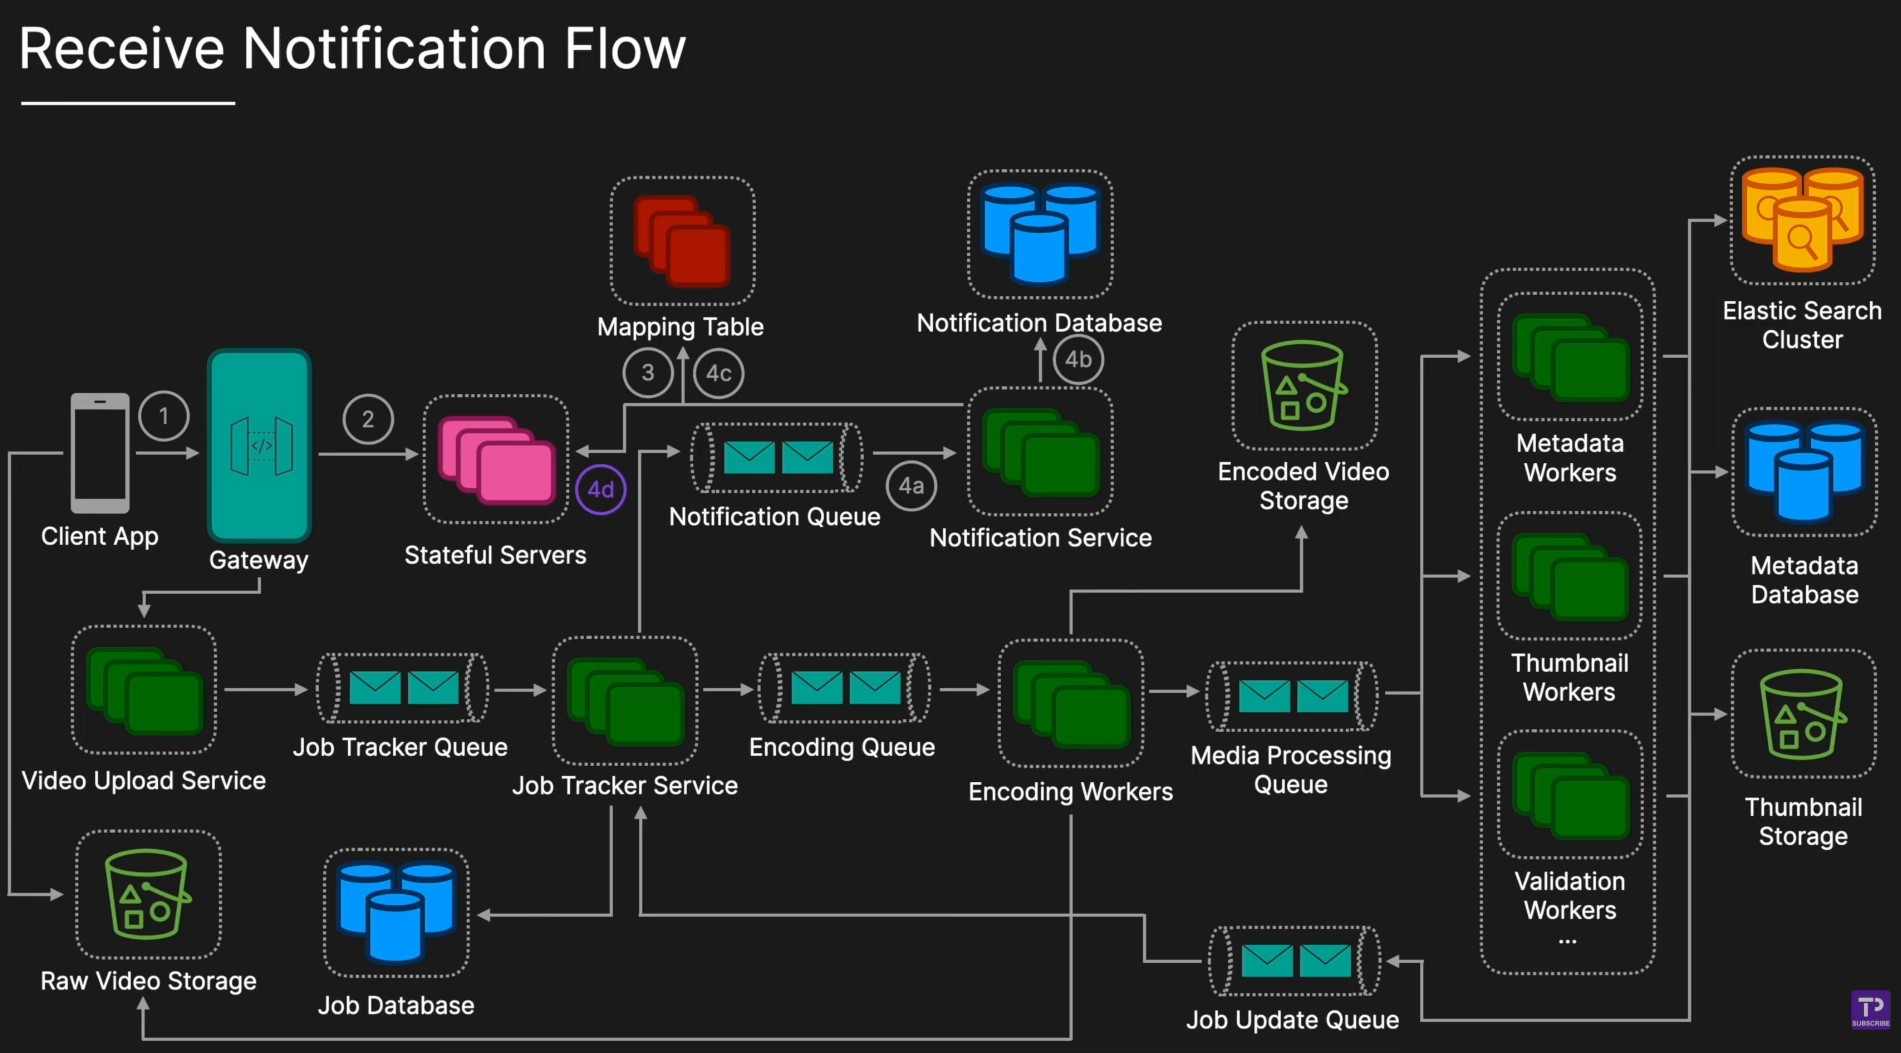 Receive Notification Flow
Mapping Table
Notification Database
Elastic Search
Cluster
3
4c
4b
1
2
</>
4d
4a
Client App
Gateway
Stateful Servers
Notification Queue
Notification Service
Encoded Video
Storage
Metadata
Workers
Metadata
Database
Thumbnail
Workers
Video Upload Service
Job Tracker Queue
Job Tracker Service
Encoding Queue
Encoding Workers
Media Processing
Queue
Thumbnail
Storage
Validation
Workers
...
Raw Video Storage
Job Database
Job Update Queue
TP
SUBSCRIBE